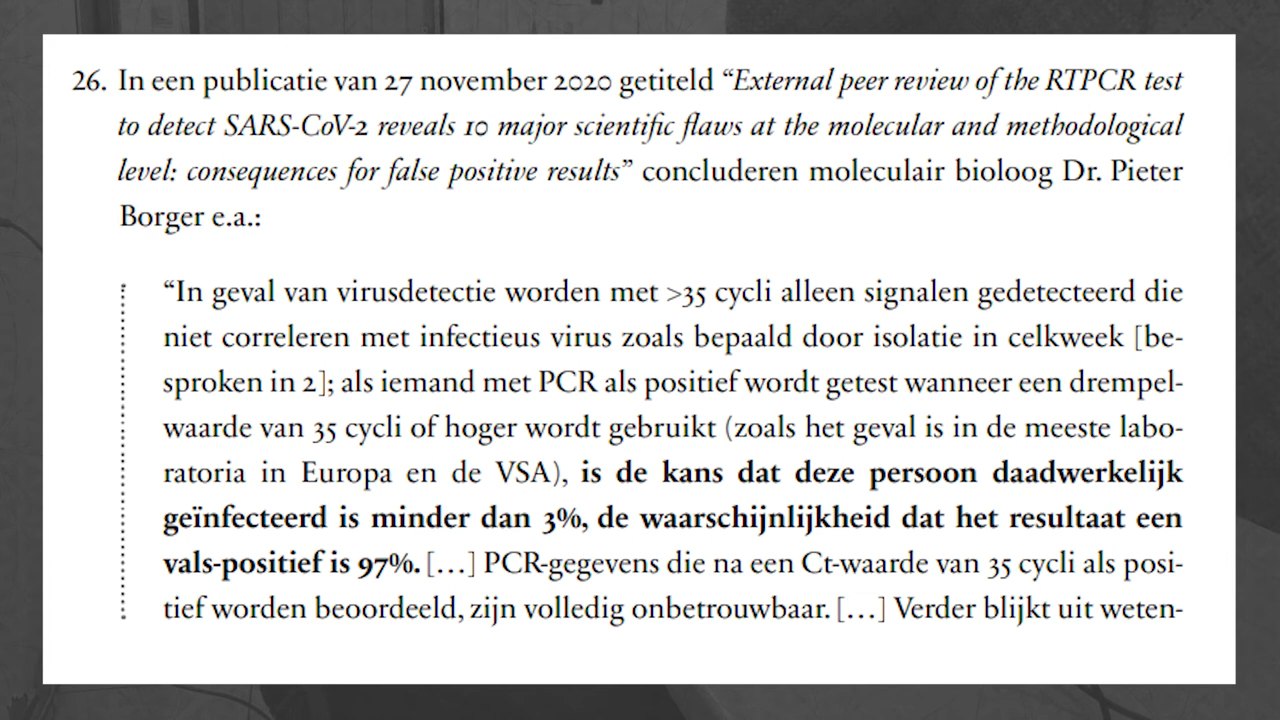 26. In een publicatie van 27 november 2020 getiteld “External peer review of the RTPCR test
to detect SARS-CoV-2 reveals 10 major scientific flaws at the molecular and methodological
level: consequences for false positive results” concluderen moleculair bioloog Dr. Pieter
Borger e.a.:
“In geval van virusdetectie worden met >35 cycli alleen signalen gedetecteerd die
niet correleren met infectieus virus zoals bepaald door isolatie in celkweek [be-
sproken in 2]; als iemand met PCR als positief wordt getest wanneer een drempel-
waarde van 35 cycli of hoger wordt gebruikt (zoals het geval is in de meeste labo-
ratoria in Europa en de VSA), is de kans dat deze persoon daadwerkelijk
geïnfecteerd is minder dan 3%, de waarschijnlijkheid dat het resultaat een
vals-positief is 97%. […] PCR-gegevens die na een Ct-waarde van 35 cycli als posi-
tief worden beoordeeld, zijn volledig onbetrouwbaar. […] Verder blijkt uit weten-